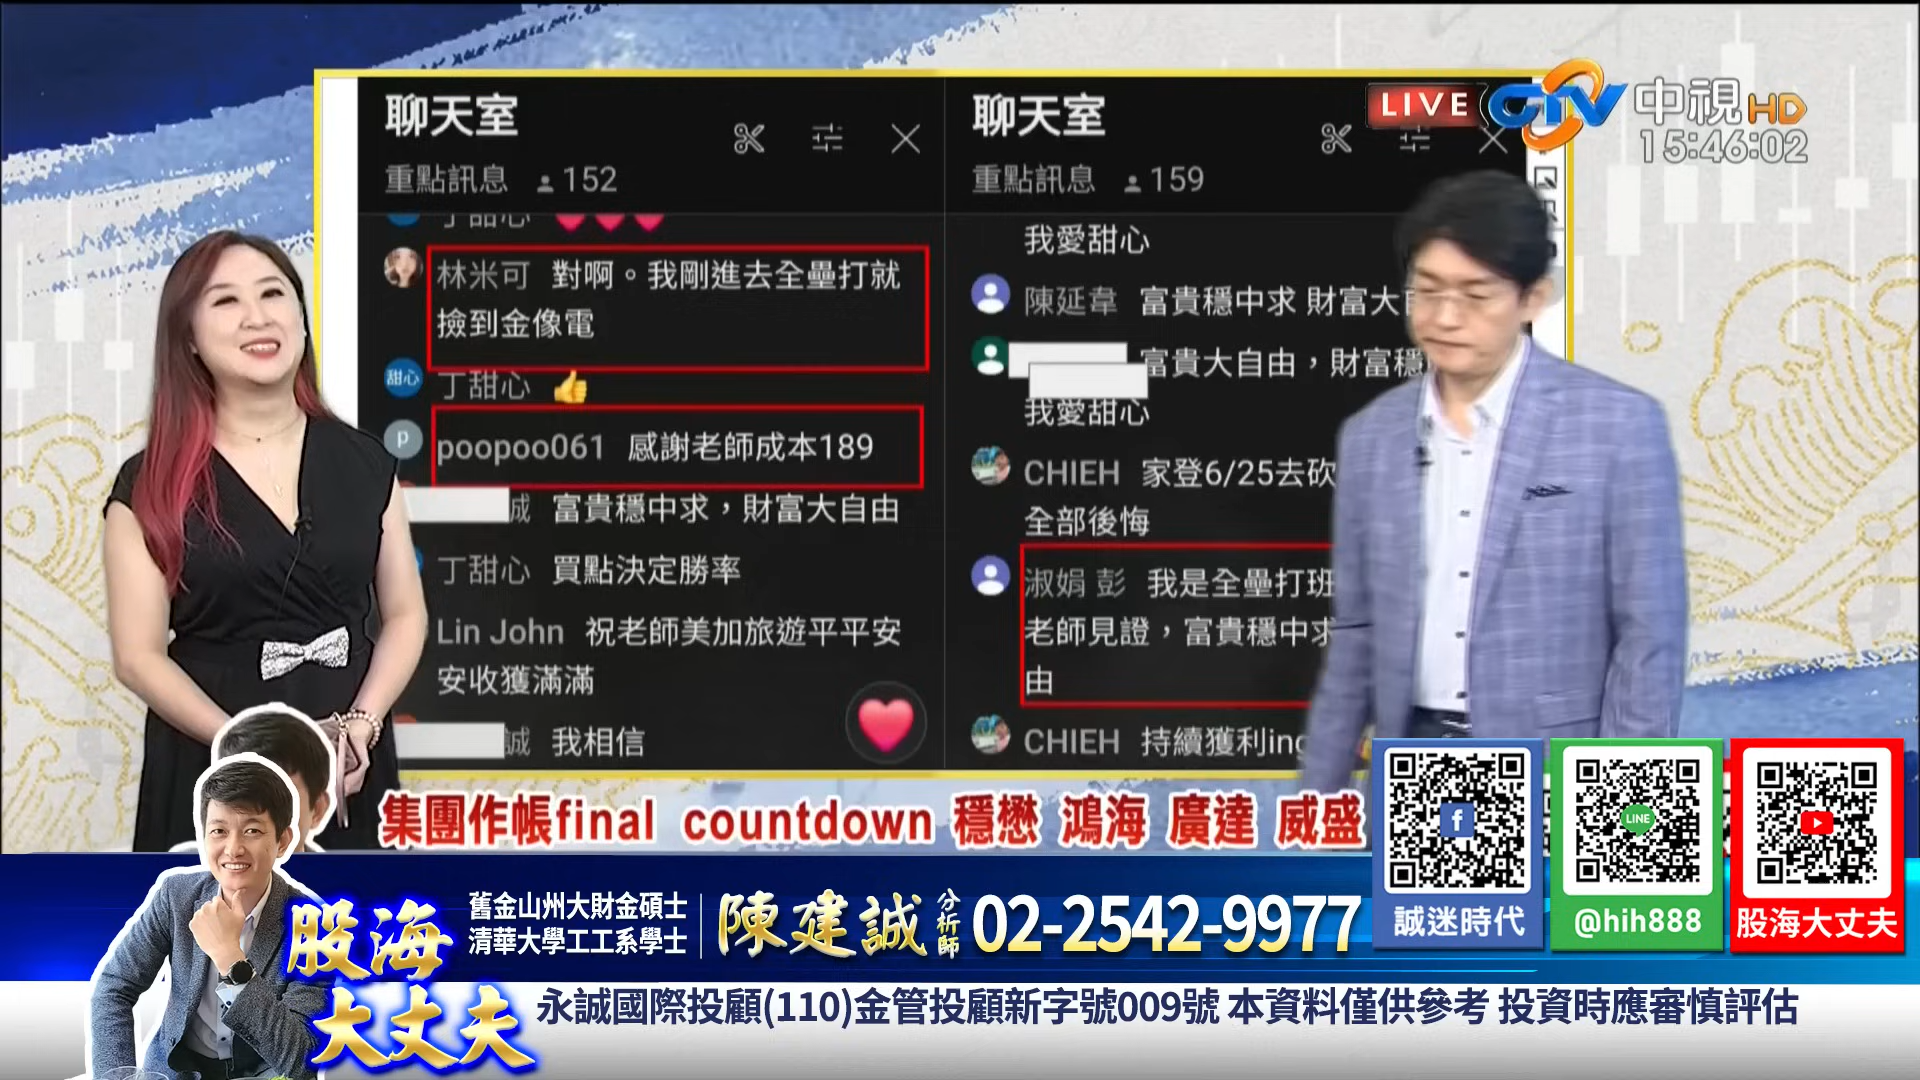 LIVE CTV 中視HD
15:46:02
聊天室
重點訊息 152
丁甜心
林米可 對啊。我剛進去全壘打就
撿到金像電
甜心 丁甜心
p poopoo061 感謝老師成本189
誠 富貴穩中求，財富大自由
丁甜心 買點決定勝率
Lin John 祝老師美加旅遊平平安
安收獲滿滿
誠 我相信
聊天室
重點訊息 159
我愛甜心
陳延韋 富貴穩中求 財富大
富貴大自由，財富穩
我愛甜心
CHIEH 家登6/25去砍
全部後悔
淑娟 彭 我是全壘打班
老師見證，富貴穩中求
由
CHIEH 持續獲利ing
集團作帳final countdown 穩懋 鴻海 廣達 威盛
股海
大丈夫
舊金山州大財金碩士
清華大學工工系學士
陳建誠 分析師 02-2542-9977
誠迷時代
LINE
@hih888
股海大丈夫
永誠國際投顧(110)金管投顧新字號009號 本資料僅供參考 投資時應審慎評估